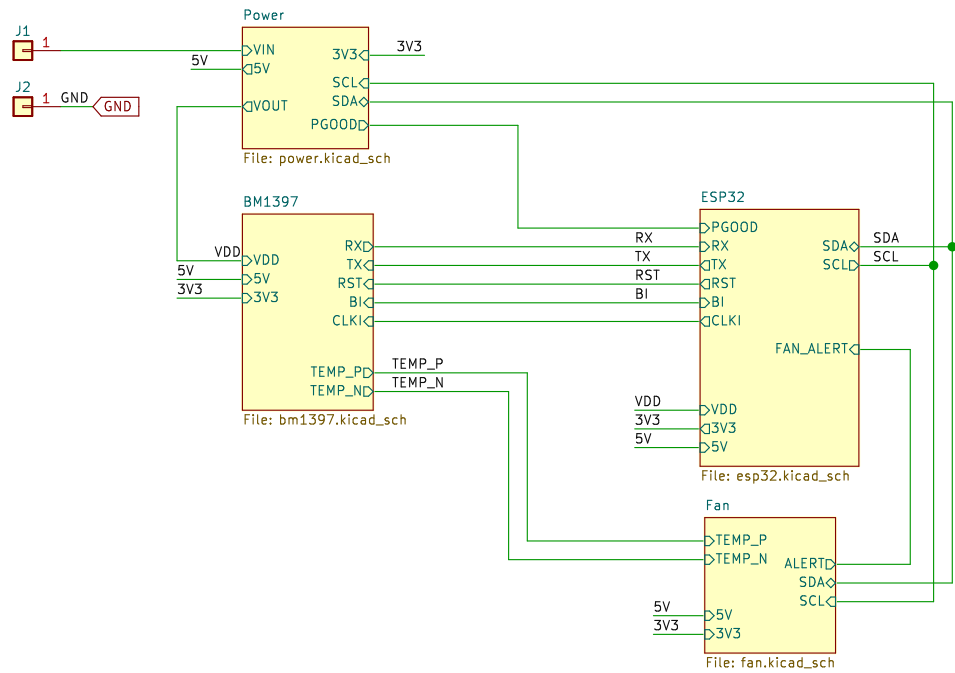 Power
J1
1
VIN
3V3
3V3
5V
5V
SCL
J2
1
GND
GND
VOUT
SDA
PGOOD
File: power.kicad_sch
BM1397
VDD
VDD
5V
5V
3V3
3V3
RX
TX
RST
BI
CLKI
TEMP_P
TEMP_N
TEMP_P
TEMP_N
File: bm1397.kicad_sch
RX
TX
RST
BI
ESP32
PGOOD
RX
TX
RST
BI
CLKI
SDA
SCL
SDA
SCL
FAN_ALERT
VDD
VDD
3V3
3V3
5V
5V
File: esp32.kicad_sch
Fan
TEMP_P
TEMP_N
ALERT
SDA
SCL
5V
5V
3V3
3V3
File: fan.kicad_sch